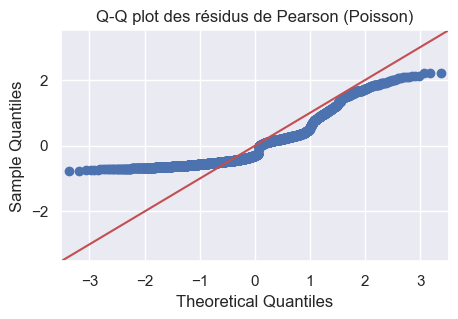 Q-Q plot des résidus de Pearson (Poisson)
Sample Quantiles
2
0
−2
−3 −2 −1 0 1 2 3
Theoretical Quantiles